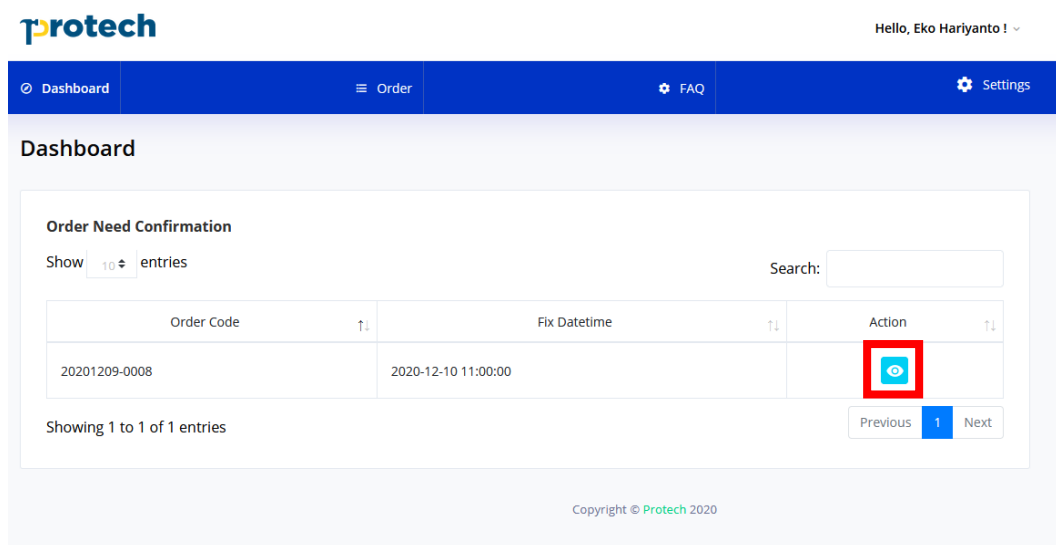 protech
Hello, Eko Hariyanto !
Dashboard
Order
FAQ
Settings
Dashboard
Order Need Confirmation
Show 10 entries
Search:
Order Code
Fix Datetime
Action
20201209-0008
2020-12-10 11:00:00
Showing 1 to 1 of 1 entries
Previous 1 Next
Copyright © Protech 2020